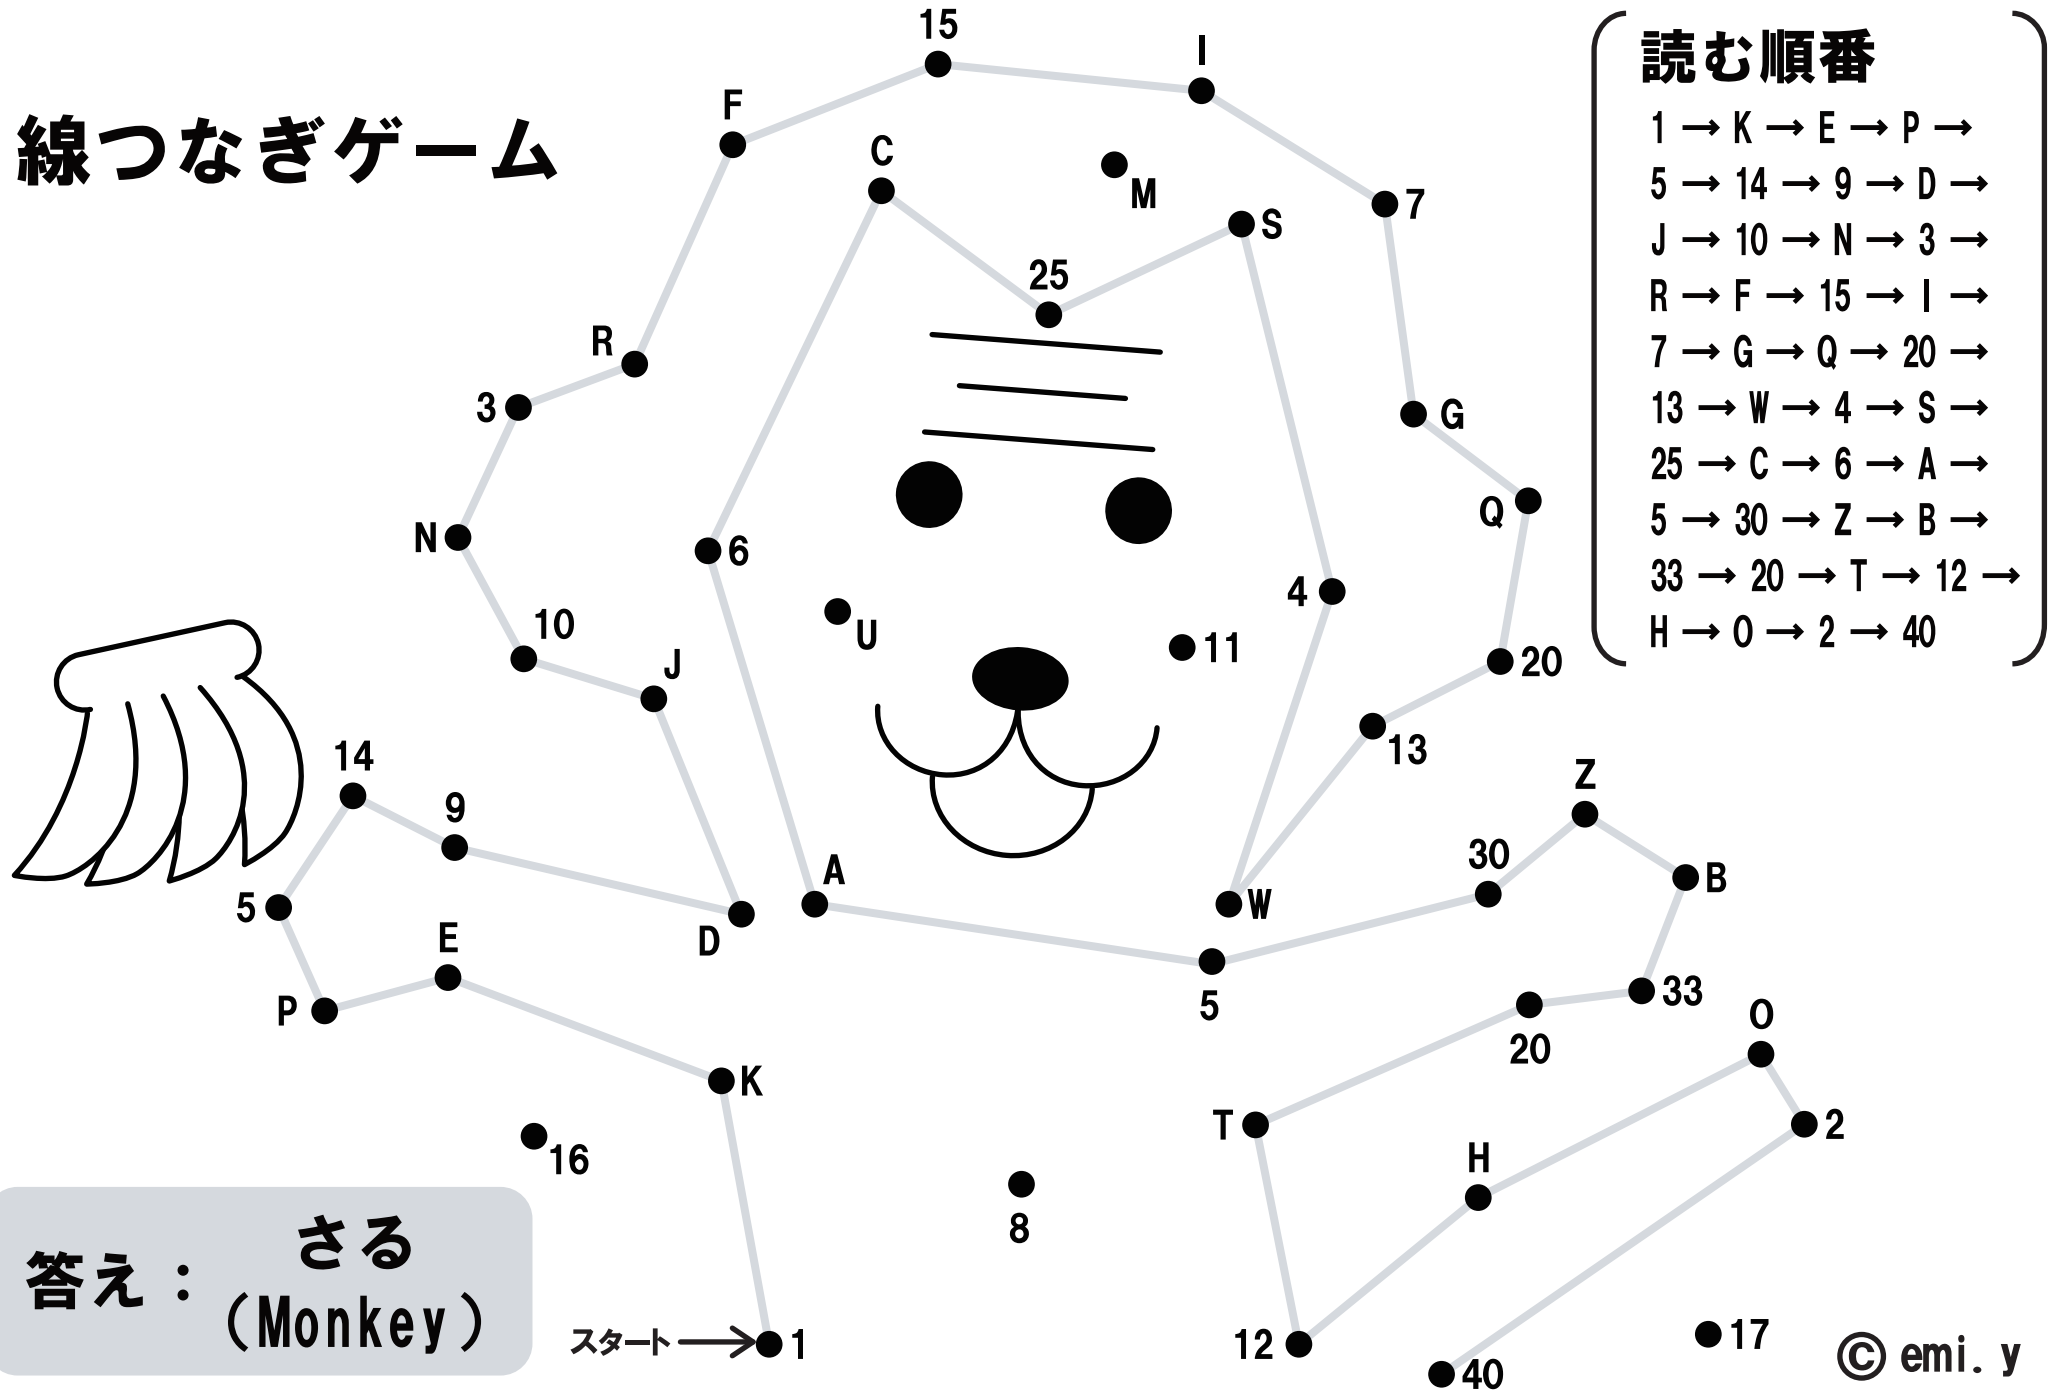 線つなぎゲーム
読む順番
1 → K → E → P →
5 → 14 → 9 → D →
J → 10 → N → 3 →
R → F → 15 → I →
7 → G → Q → 20 →
13 → W → 4 → S →
25 → C → 6 → A →
5 → 30 → Z → B →
33 → 20 → T → 12 →
H → O → 2 → 40
15
I
F
C
M
7
S
25
R
3
G
Q
N
6
4
10
U
11
J
20
13
14
9
Z
30
A
B
5
W
E
D
P
5
33
O
20
K
T
2
16
H
8
1
12
40
17
スタート
答え：
さる
（Monkey）
© emi. y